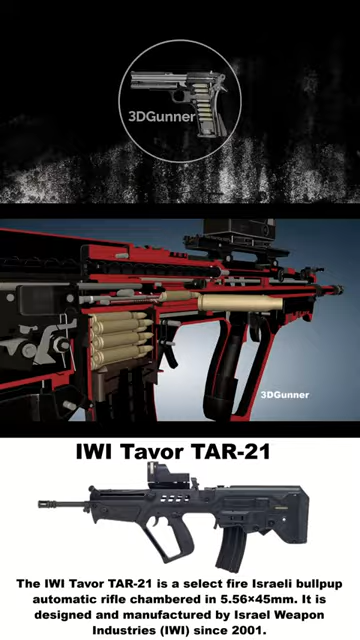 3DGunner
3DGunner
IWI Tavor TAR-21
The IWI Tavor TAR-21 is a select fire Israeli bullpup
automatic rifle chambered in 5.56×45mm. It is
designed and manufactured by Israel Weapon
Industries (IWI) since 2001.